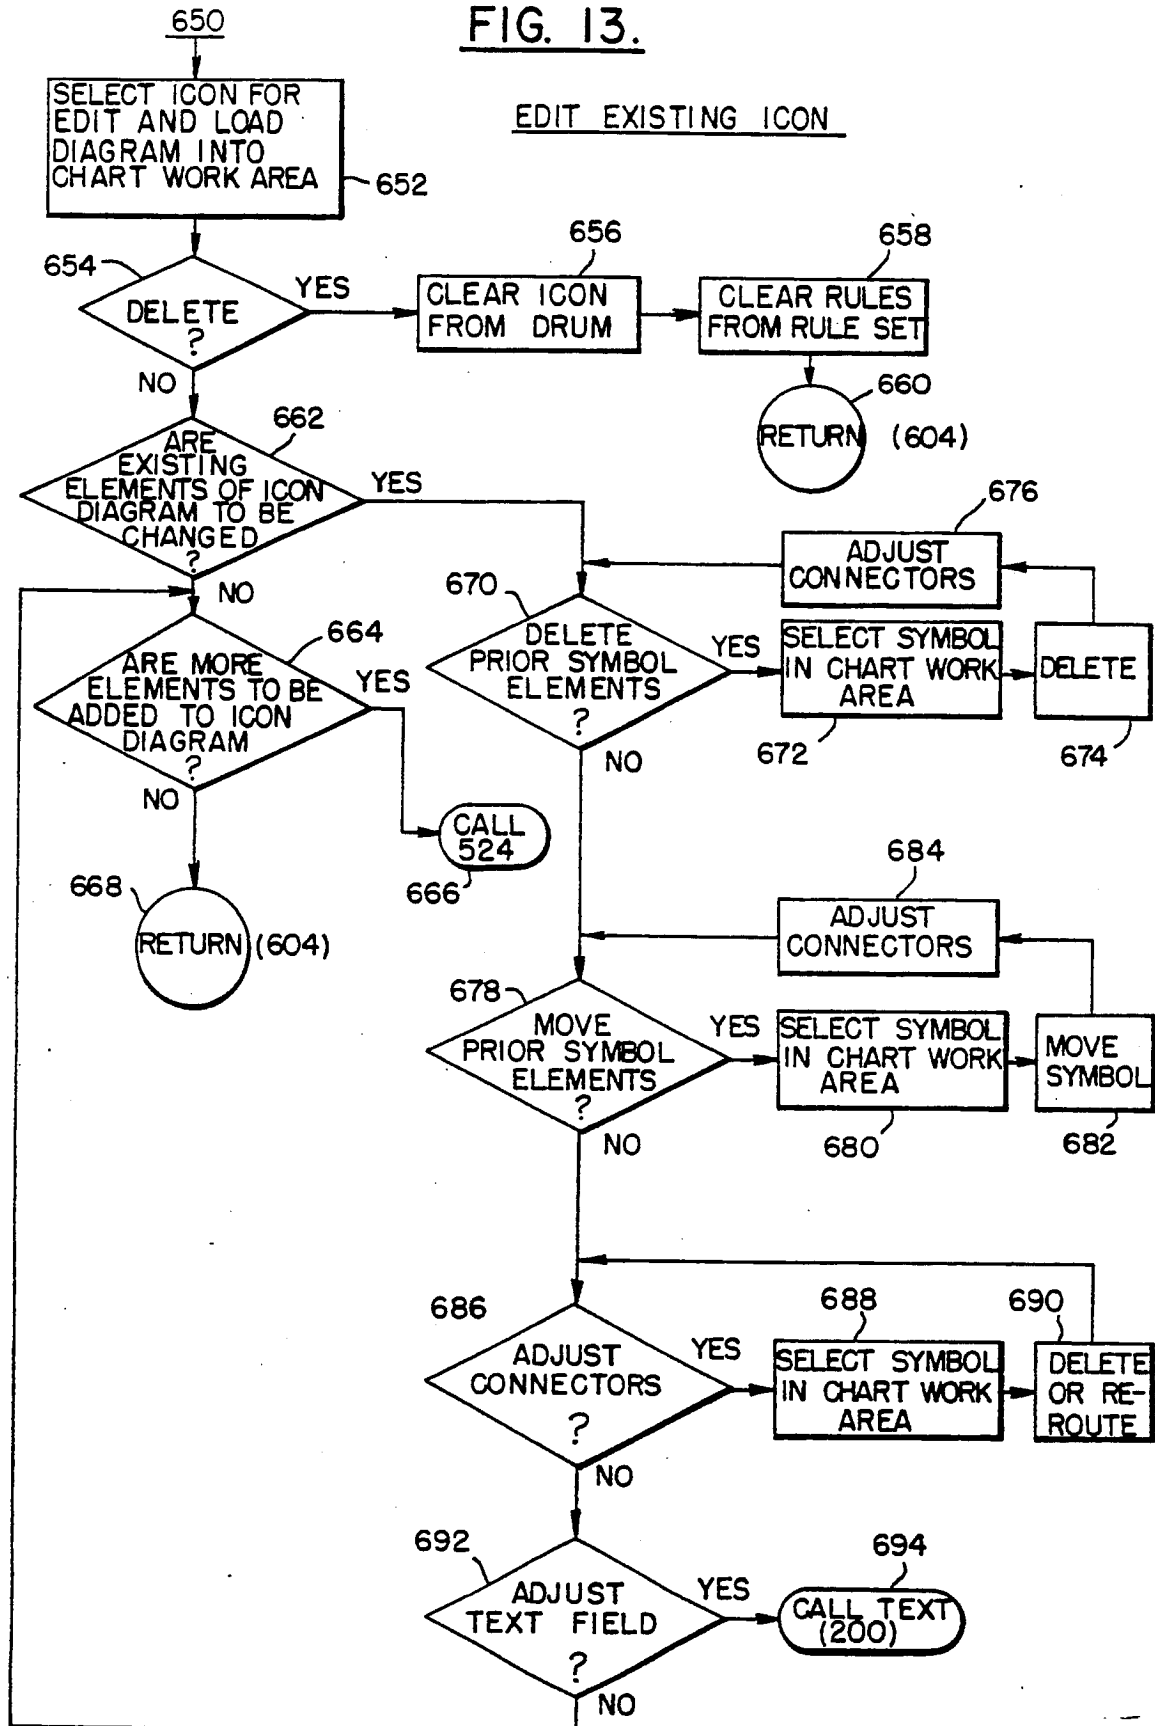 650
FIG. 13.
SELECT ICON FOR
EDIT AND LOAD
DIAGRAM INTO
CHART WORK AREA
652
EDIT EXISTING ICON
654
DELETE
?
YES
NO
656
CLEAR ICON
FROM DRUM
658
CLEAR RULES
FROM RULE SET
660
RETURN (604)
662
ARE
EXISTING
ELEMENTS OF ICON
DIAGRAM TO BE
CHANGED
?
YES
NO
664
ARE MORE
ELEMENTS TO BE
ADDED TO ICON
DIAGRAM
?
YES
NO
CALL
524
666
668
RETURN (604)
670
DELETE
PRIOR SYMBOL
ELEMENTS
?
YES
NO
676
ADJUST
CONNECTORS
SELECT SYMBOL
IN CHART WORK
AREA
672
DELETE
674
684
ADJUST
CONNECTORS
678
MOVE
PRIOR SYMBOL
ELEMENTS
?
YES
NO
SELECT SYMBOL
IN CHART WORK
AREA
680
MOVE
SYMBOL
682
686
ADJUST
CONNECTORS
?
YES
NO
688
SELECT SYMBOL
IN CHART WORK
AREA
690
DELETE
OR RE-
ROUTE
692
ADJUST
TEXT FIELD
?
YES
NO
694
CALL TEXT
(200)